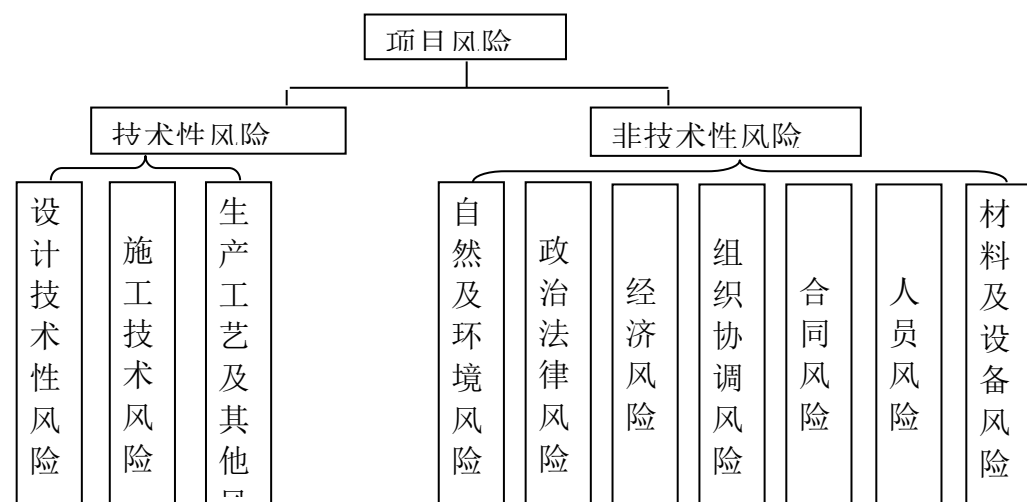 项目风险
技术性风险
非技术性风险
设计技术性风险
施工技术风险
生产工艺及其他
自然及环境风险
政治法律风险
经济风险
组织协调风险
合同风险
人员风险
材料及设备风险